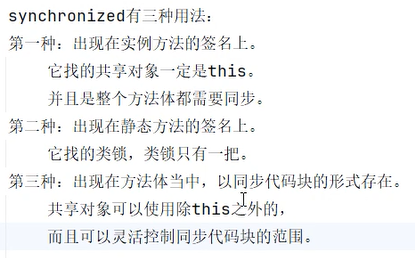 synchronized有三种用法：
第一种：出现在实例方法的签名上。
它找的共享对象一定是this。
并且是整个方法体都需要同步。
第二种：出现在静态方法的签名上。
它找的类锁，类锁只有一把。
第三种：出现在方法体当中，以同步代码块的形式存在。
共享对象可以使用除this之外的，
而且可以灵活控制同步代码块的范围。